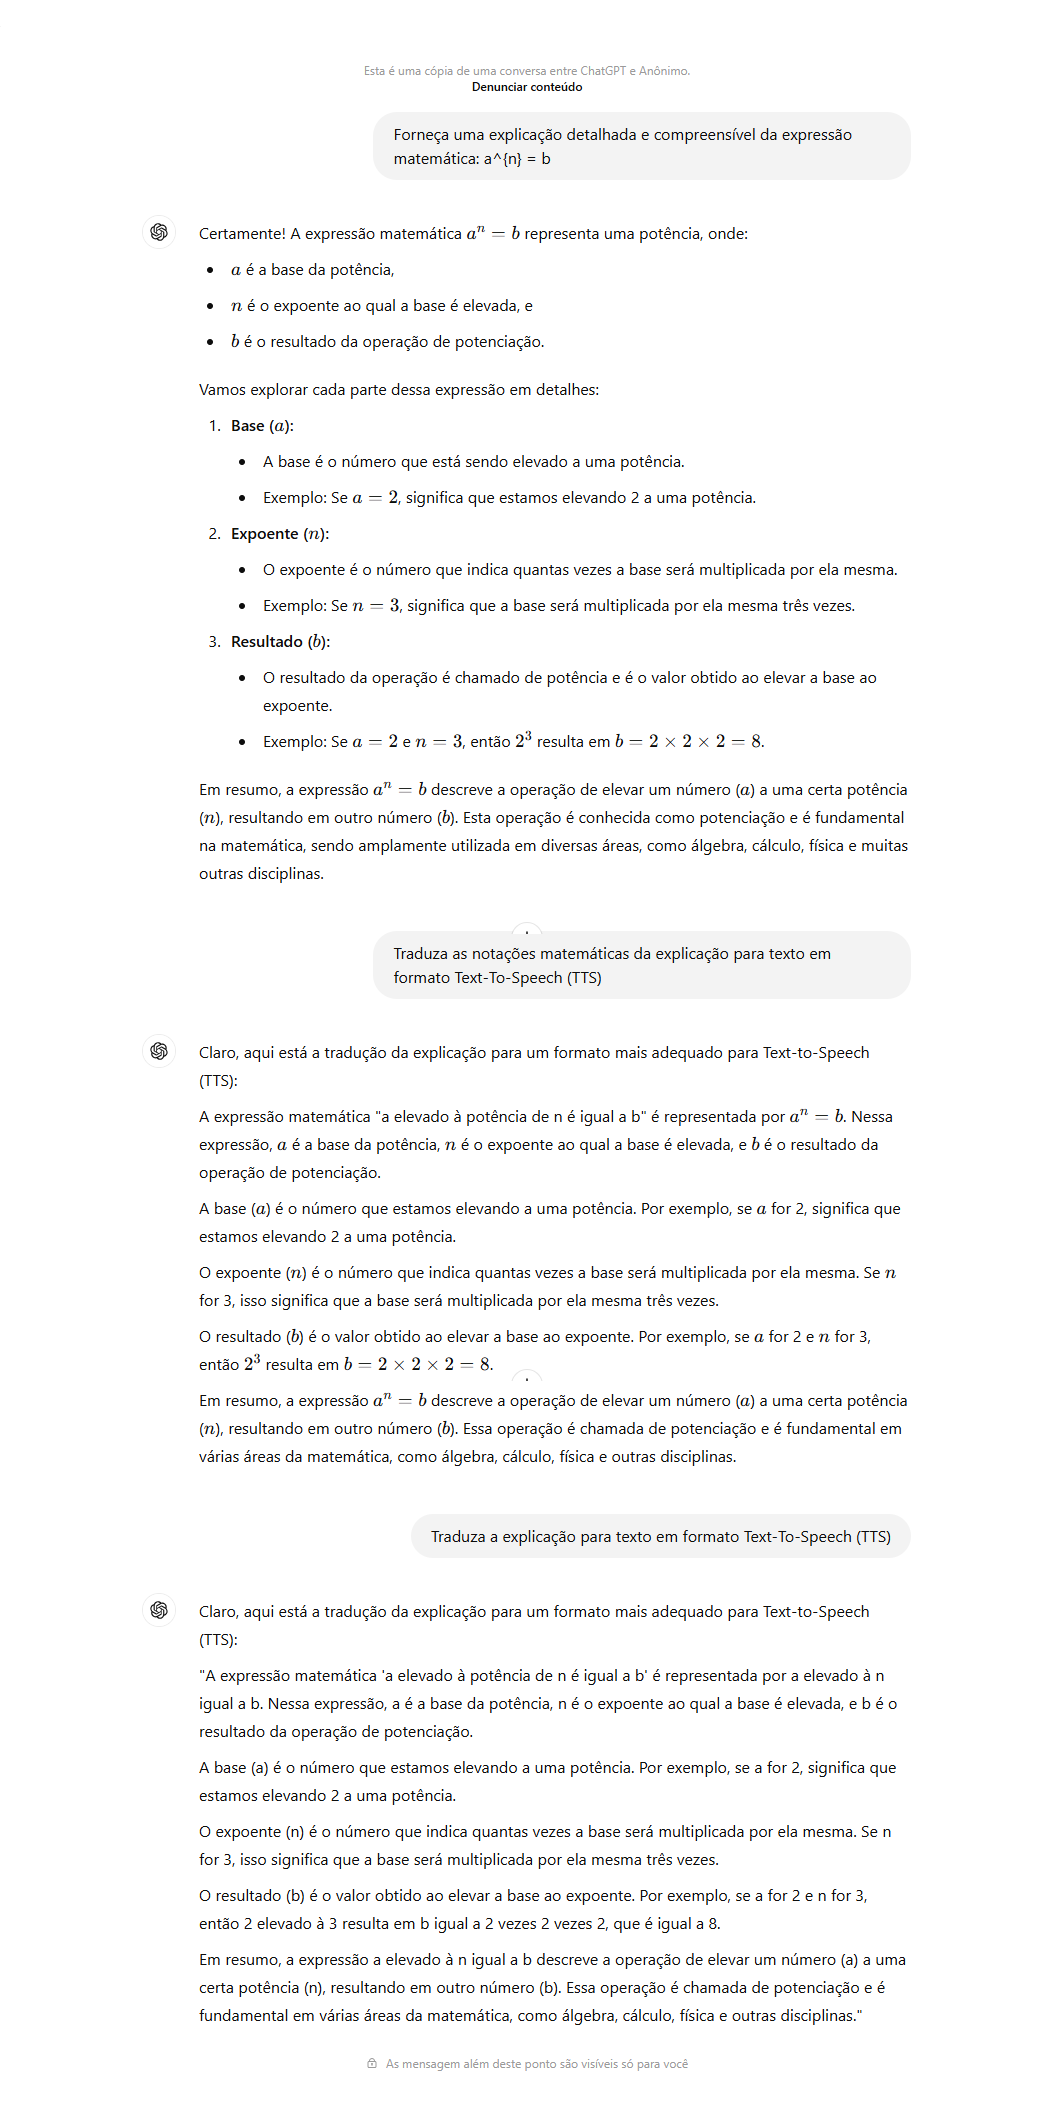 Esta é uma cópia de uma conversa entre ChatGPT e Anônimo.
Denunciar conteúdo
Forneça uma explicação detalhada e compreensível da expressão
matemática: a^{n} = b
Certamente! A expressão matemática aⁿ = b representa uma potência, onde:
• a é a base da potência,
• n é o expoente ao qual a base é elevada, e
• b é o resultado da operação de potenciação.
Vamos explorar cada parte dessa expressão em detalhes:
1. Base (a):
• A base é o número que está sendo elevado a uma potência.
• Exemplo: Se a = 2, significa que estamos elevando 2 a uma potência.
2. Expoente (n):
• O expoente é o número que indica quantas vezes a base será multiplicada por ela mesma.
• Exemplo: Se n = 3, significa que a base será multiplicada por ela mesma três vezes.
3. Resultado (b):
• O resultado da operação é chamado de potência e é o valor obtido ao elevar a base ao
expoente.
• Exemplo: Se a = 2 e n = 3, então 2³ resulta em b = 2 × 2 × 2 = 8.
Em resumo, a expressão aⁿ = b descreve a operação de elevar um número (a) a uma certa potência
(n), resultando em outro número (b). Esta operação é conhecida como potenciação e é fundamental
na matemática, sendo amplamente utilizada em diversas áreas, como álgebra, cálculo, física e muitas
outras disciplinas.
Traduza as notações matemáticas da explicação para texto em
formato Text-To-Speech (TTS)
Claro, aqui está a tradução da explicação para um formato mais adequado para Text-to-Speech
(TTS):
A expressão matemática "a elevado à potência de n é igual a b" é representada por aⁿ = b. Nessa
expressão, a é a base da potência, n é o expoente ao qual a base é elevada, e b é o resultado da
operação de potenciação.
A base (a) é o número que estamos elevando a uma potência. Por exemplo, se a for 2, significa que
estamos elevando 2 a uma potência.
O expoente (n) é o número que indica quantas vezes a base será multiplicada por ela mesma. Se n
for 3, isso significa que a base será multiplicada por ela mesma três vezes.
O resultado (b) é o valor obtido ao elevar a base ao expoente. Por exemplo, se a for 2 e n for 3,
então 2³ resulta em b = 2 × 2 × 2 = 8.
Em resumo, a expressão aⁿ = b descreve a operação de elevar um número (a) a uma certa potência
(n), resultando em outro número (b). Essa operação é chamada de potenciação e é fundamental em
várias áreas da matemática, como álgebra, cálculo, física e outras disciplinas.
Traduza a explicação para texto em formato Text-To-Speech (TTS)
Claro, aqui está a tradução da explicação para um formato mais adequado para Text-to-Speech
(TTS):
"A expressão matemática 'a elevado à potência de n é igual a b' é representada por a elevado à n
igual a b. Nessa expressão, a é a base da potência, n é o expoente ao qual a base é elevada, e b é o
resultado da operação de potenciação.
A base (a) é o número que estamos elevando a uma potência. Por exemplo, se a for 2, significa que
estamos elevando 2 a uma potência.
O expoente (n) é o número que indica quantas vezes a base será multiplicada por ela mesma. Se n
for 3, isso significa que a base será multiplicada por ela mesma três vezes.
O resultado (b) é o valor obtido ao elevar a base ao expoente. Por exemplo, se a for 2 e n for 3,
então 2 elevado à 3 resulta em b igual a 2 vezes 2 vezes 2, que é igual a 8.
Em resumo, a expressão a elevado à n igual a b descreve a operação de elevar um número (a) a uma
certa potência (n), resultando em outro número (b). Essa operação é chamada de potenciação e é
fundamental em várias áreas da matemática, como álgebra, cálculo, física e outras disciplinas."
As mensagem além deste ponto são visíveis só para você